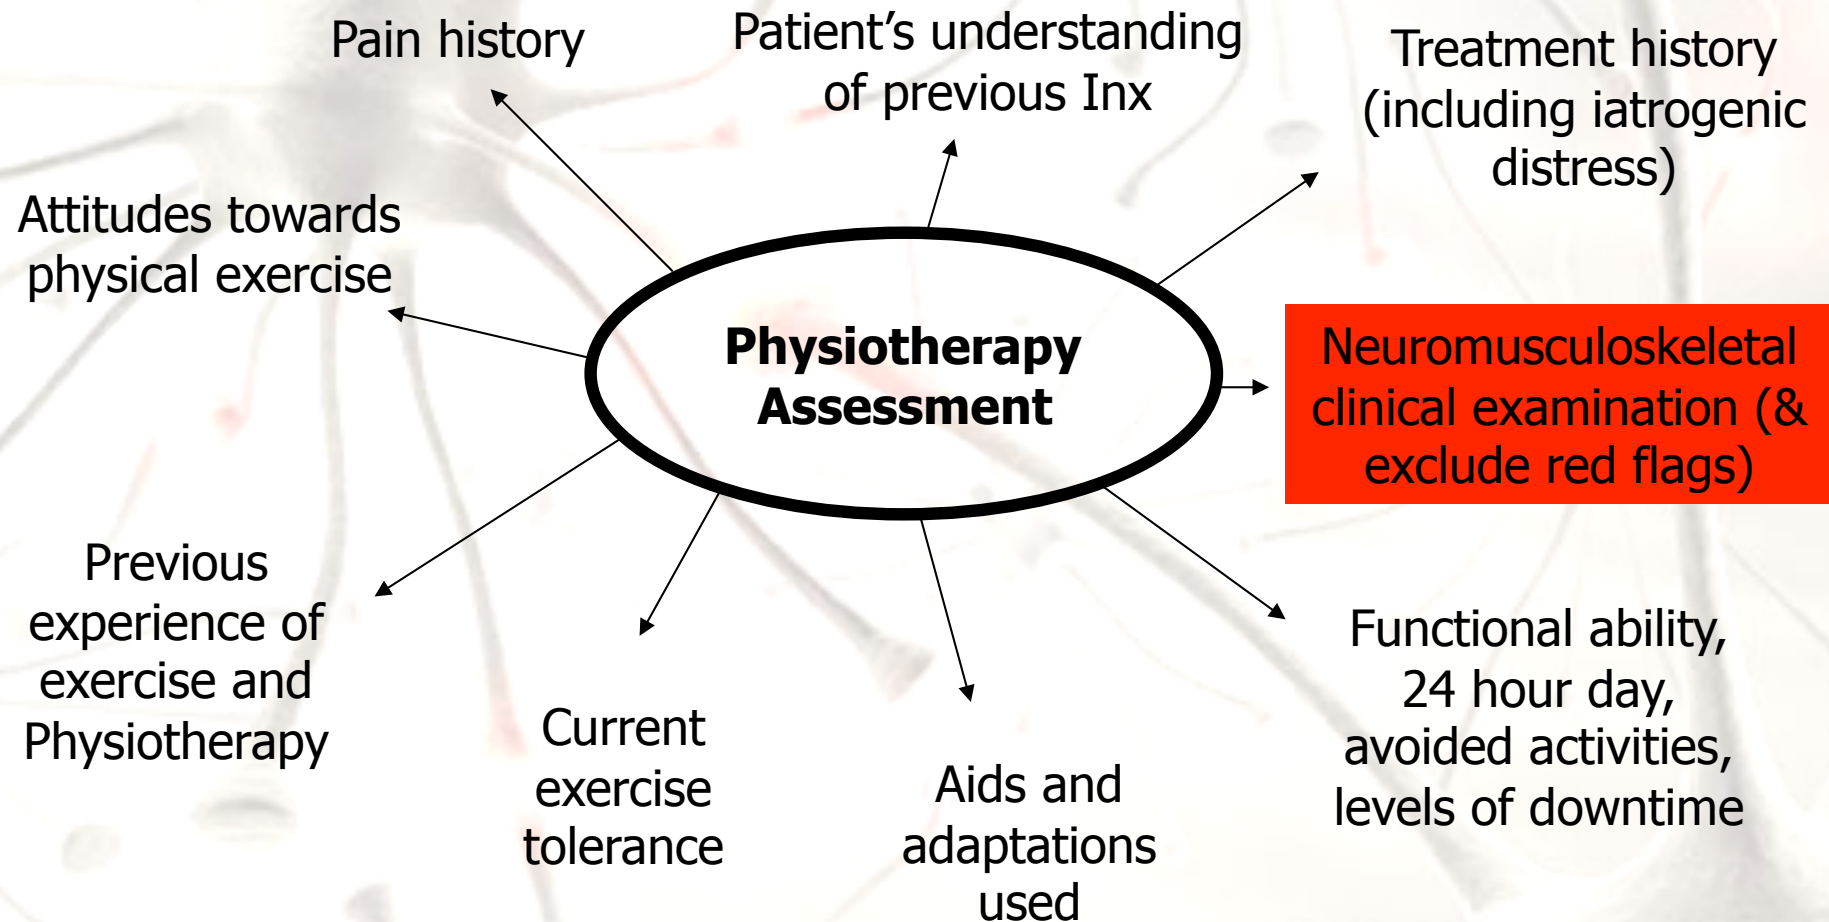 Pain history
Patient’s understanding
of previous Inx
Treatment history
(including iatrogenic
distress)
Attitudes towards
physical exercise
Physiotherapy
Assessment
Neuromusculoskeletal
clinical examination (&
exclude red flags)
Previous
experience of
exercise and
Physiotherapy
Current
exercise
tolerance
Aids and
adaptations
used
Functional ability,
24 hour day,
avoided activities,
levels of downtime